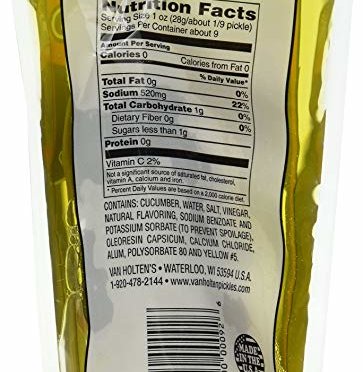 Nutrition Facts
Serving Size 1 oz (28g/about 1/9 pickle)
Servings Per Container about 9
Amount Per Serving
Calories 0 Calories from Fat 0
% Daily Value*
Total Fat 0g 0%
Sodium 520mg 22%
Total Carbohydrate 1g 0%
Dietary Fiber 0g 0%
Sugars less than 1g
Protein 0g
Vitamin C 2%
Not a significant source of saturated fat, cholesterol,
vitamin A, calcium and iron
* Percent Daily Values are based on a 2,000 calorie diet.
CONTAINS: CUCUMBER, WATER, SALT, VINEGAR,
NATURAL FLAVORING, SODIUM BENZOATE AND
POTASSIUM SORBATE (TO PREVENT SPOILAGE),
OLEORESIN CAPSICUM, CALCIUM CHLORIDE,
ALUM, POLYSORBATE 80 AND YELLOW #5.
VAN HOLTEN'S • WATERLOO, WI 53594 U.S.A.
1-920-478-2144 • WWW.VANHOLTENPICKLES.COM
MADE
IN THE
U.S.A.